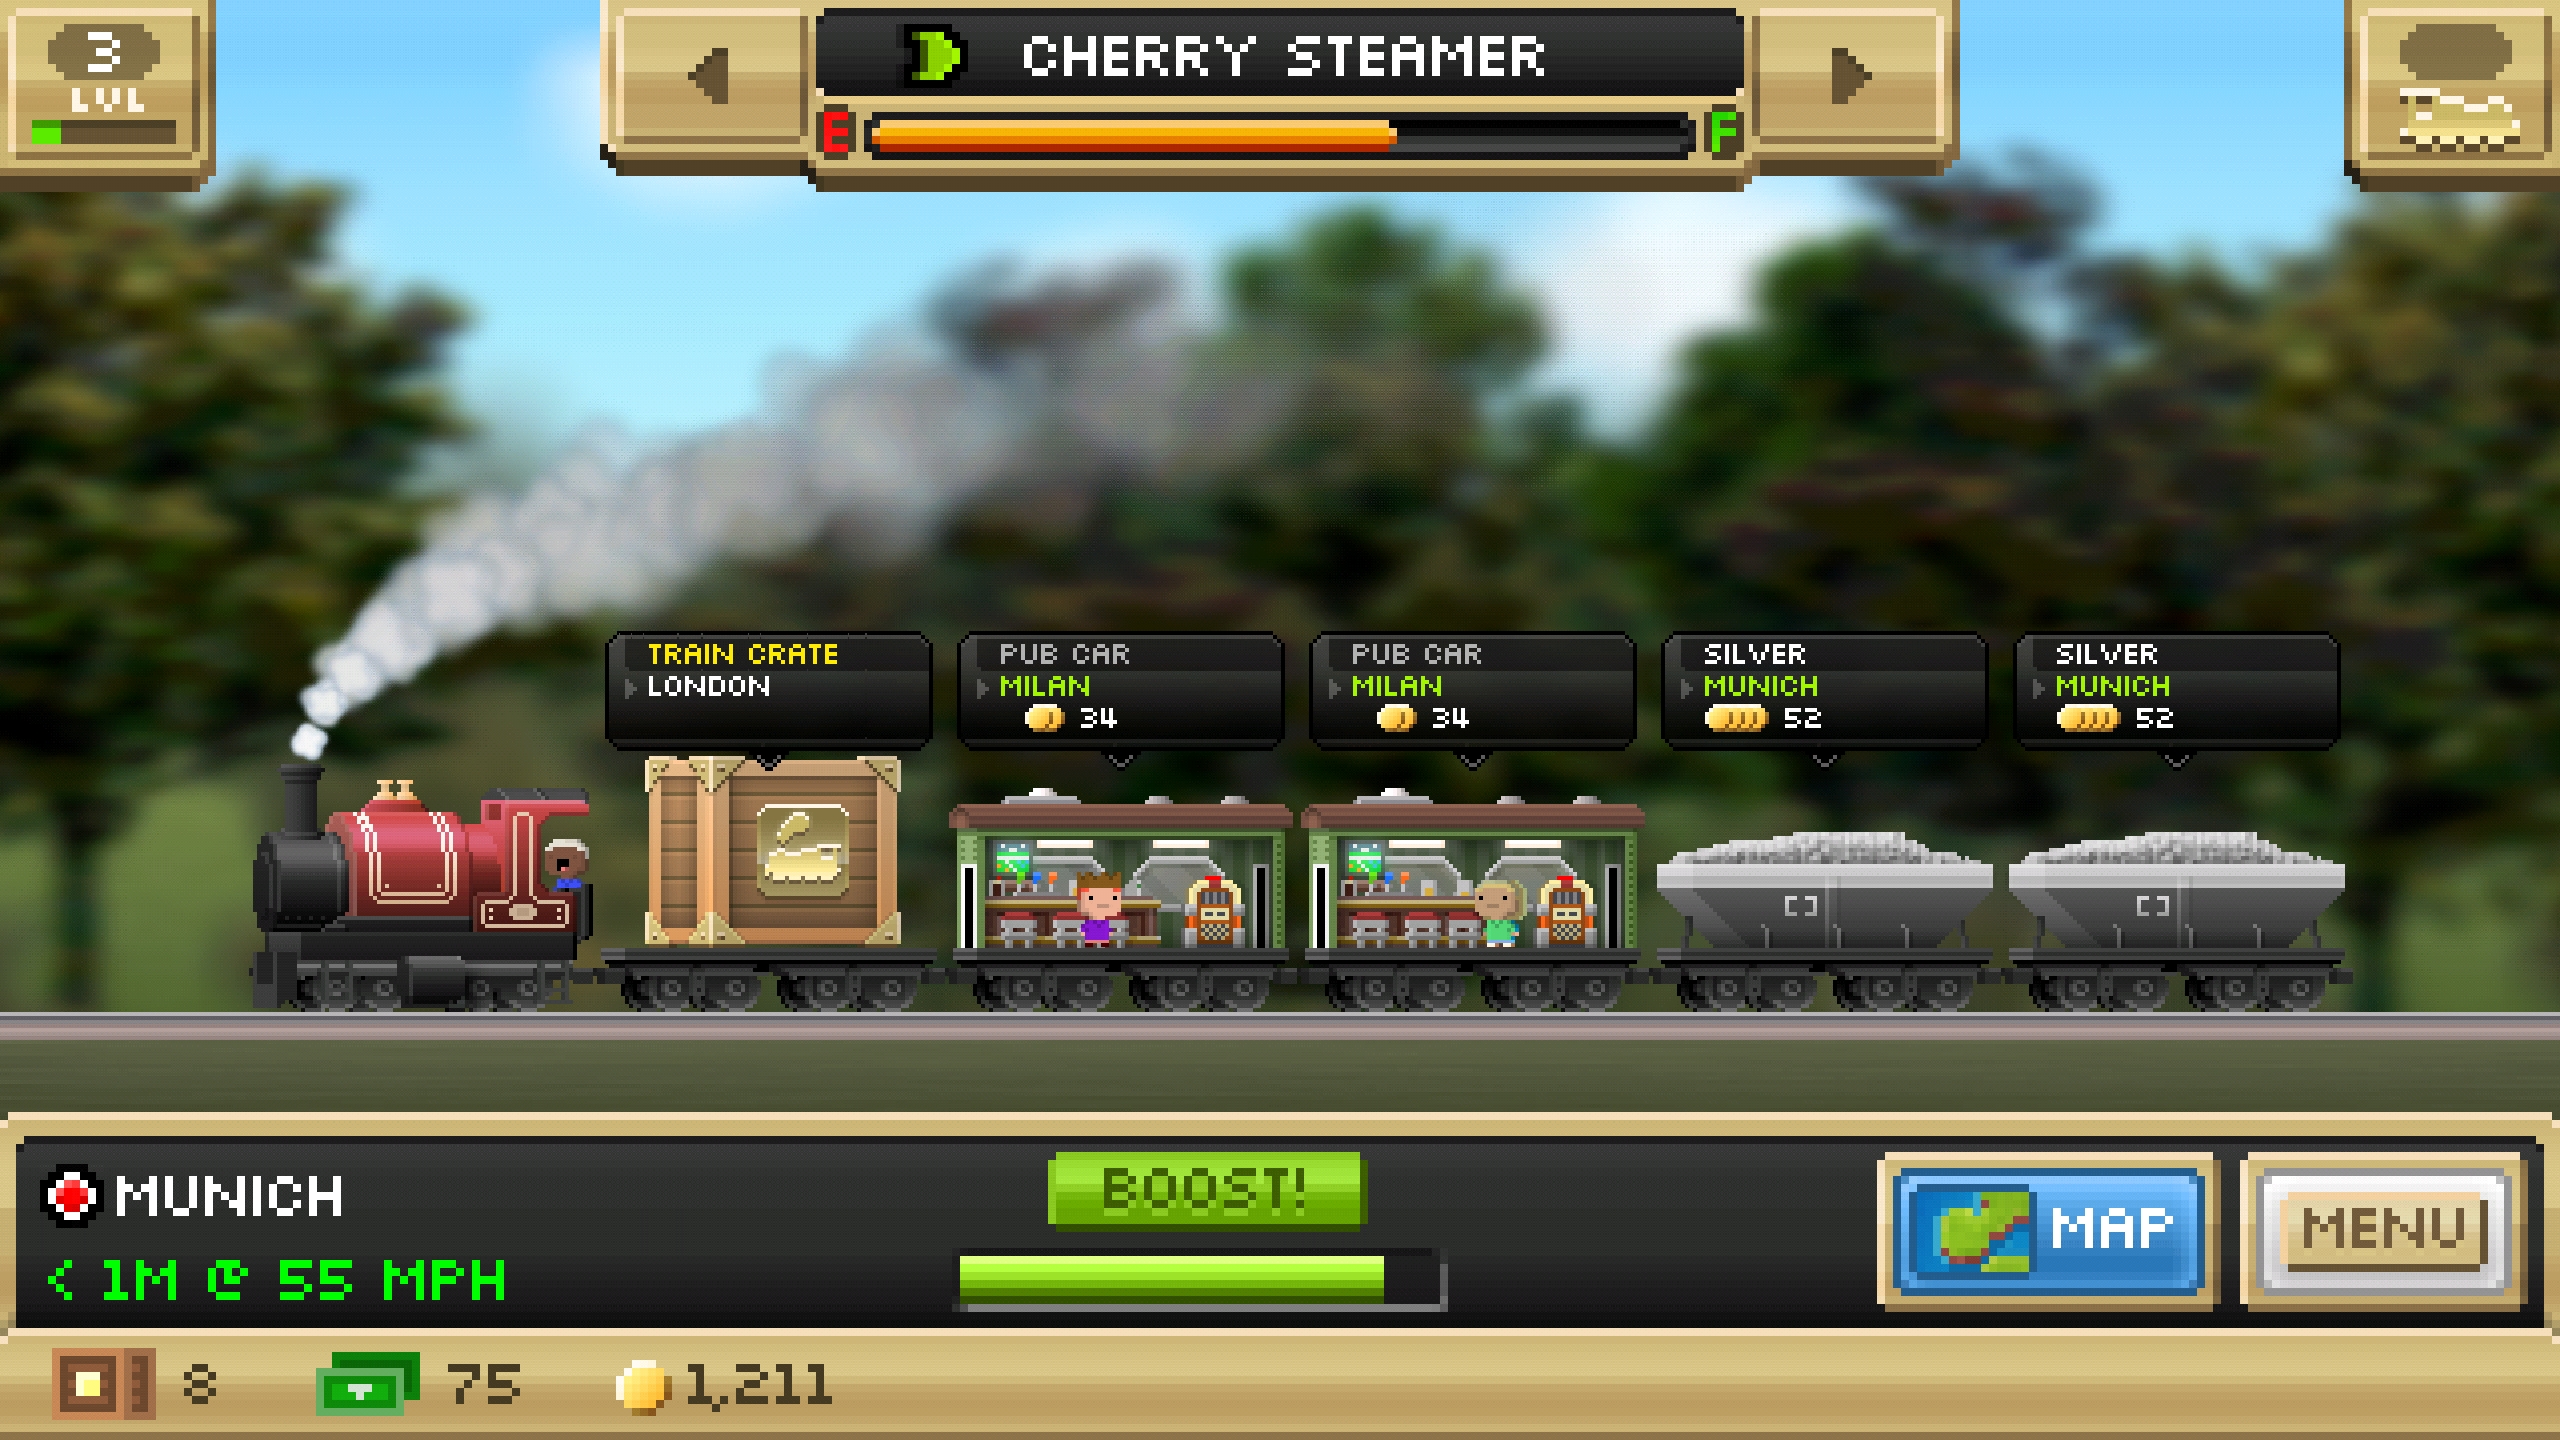 3
LVL
CHERRY STEAMER
E F
TRAIN CRATE
LONDON
PUB CAR
MILAN
34
PUB CAR
MILAN
34
SILVER
MUNICH
52
SILVER
MUNICH
52
MUNICH
< 1M @ 55 MPH
BOOST!
MAP
MENU
8 75 1,211